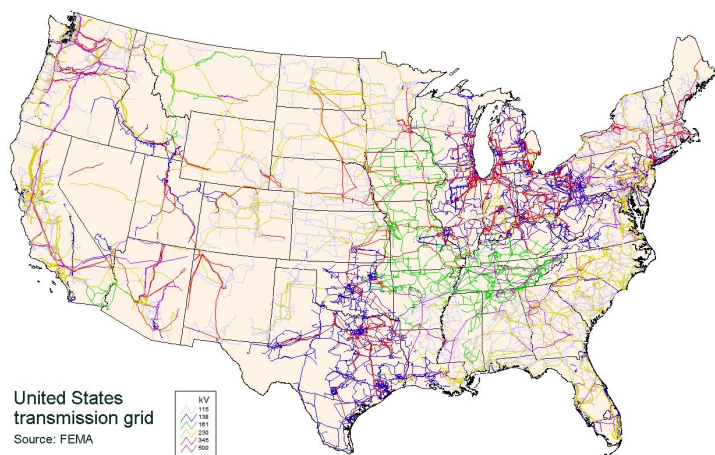 United States
transmission grid
Source: FEMA
kV
115
138
161
230
345
500